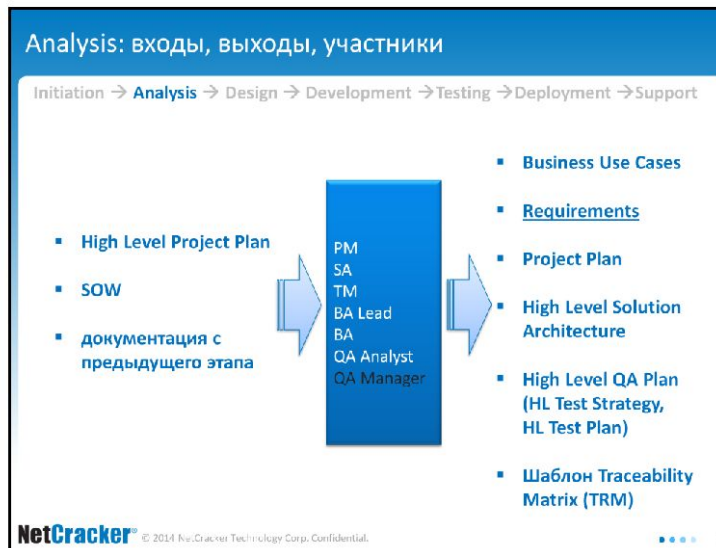 Analysis: входы, выходы, участники
Initiation → Analysis → Design → Development →Testing →Deployment →Support
▪ High Level Project Plan
▪ SOW
▪ документация с
предыдущего этапа
PM
SA
TM
BA Lead
BA
QA Analyst
QA Manager
▪ Business Use Cases
▪ Requirements
▪ Project Plan
▪ High Level Solution
Architecture
▪ High Level QA Plan
(HL Test Strategy,
HL Test Plan)
▪ Шаблон Traceability
Matrix (TRM)
NetCracker® © 2014 NetCracker Technology Corp. Confidential.